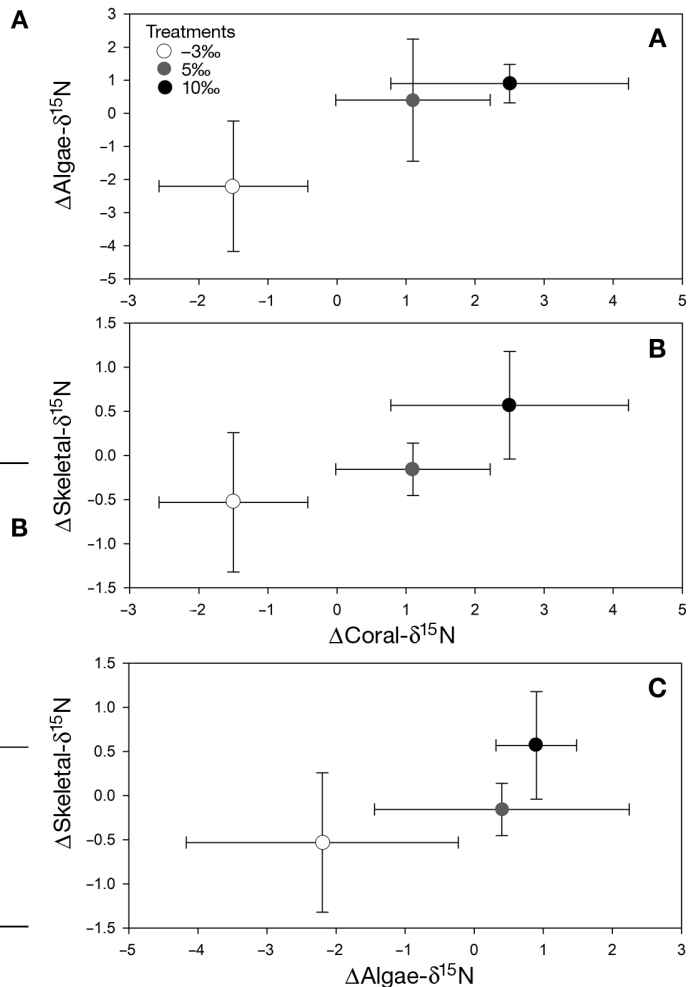 A
A
Treatments
–3‰
5‰
10‰
3
2
1
0
–1
–2
–3
–4
–5
ΔAlgae-δ¹⁵N
–3 –2 –1 0 1 2 3 4 5
B
1.5
1.0
0.5
0.0
–0.5
–1.0
–1.5
ΔSkeletal-δ¹⁵N
B
–3 –2 –1 0 1 2 3 4 5
ΔCoral-δ¹⁵N
C
1.5
1.0
0.5
0.0
–0.5
–1.0
–1.5
ΔSkeletal-δ¹⁵N
–5 –4 –3 –2 –1 0 1 2 3
ΔAlgae-δ¹⁵N